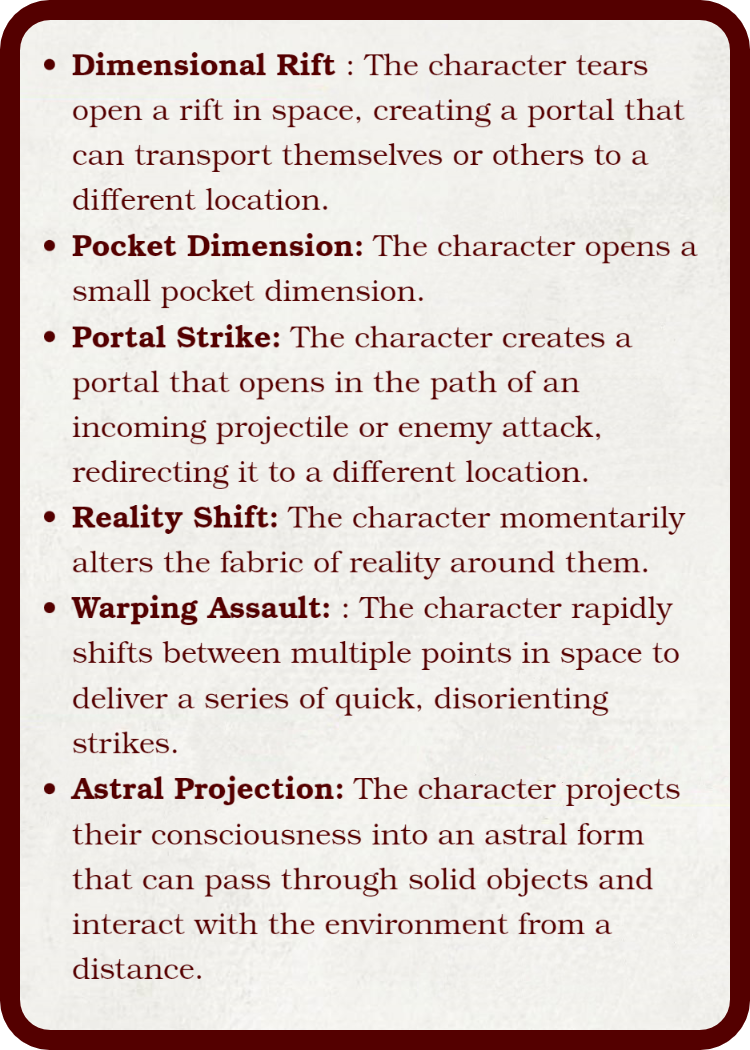 • Dimensional Rift : The character tears
open a rift in space, creating a portal that
can transport themselves or others to a
different location.
• Pocket Dimension: The character opens a
small pocket dimension.
• Portal Strike: The character creates a
portal that opens in the path of an
incoming projectile or enemy attack,
redirecting it to a different location.
• Reality Shift: The character momentarily
alters the fabric of reality around them.
• Warping Assault: : The character rapidly
shifts between multiple points in space to
deliver a series of quick, disorienting
strikes.
• Astral Projection: The character projects
their consciousness into an astral form
that can pass through solid objects and
interact with the environment from a
distance.